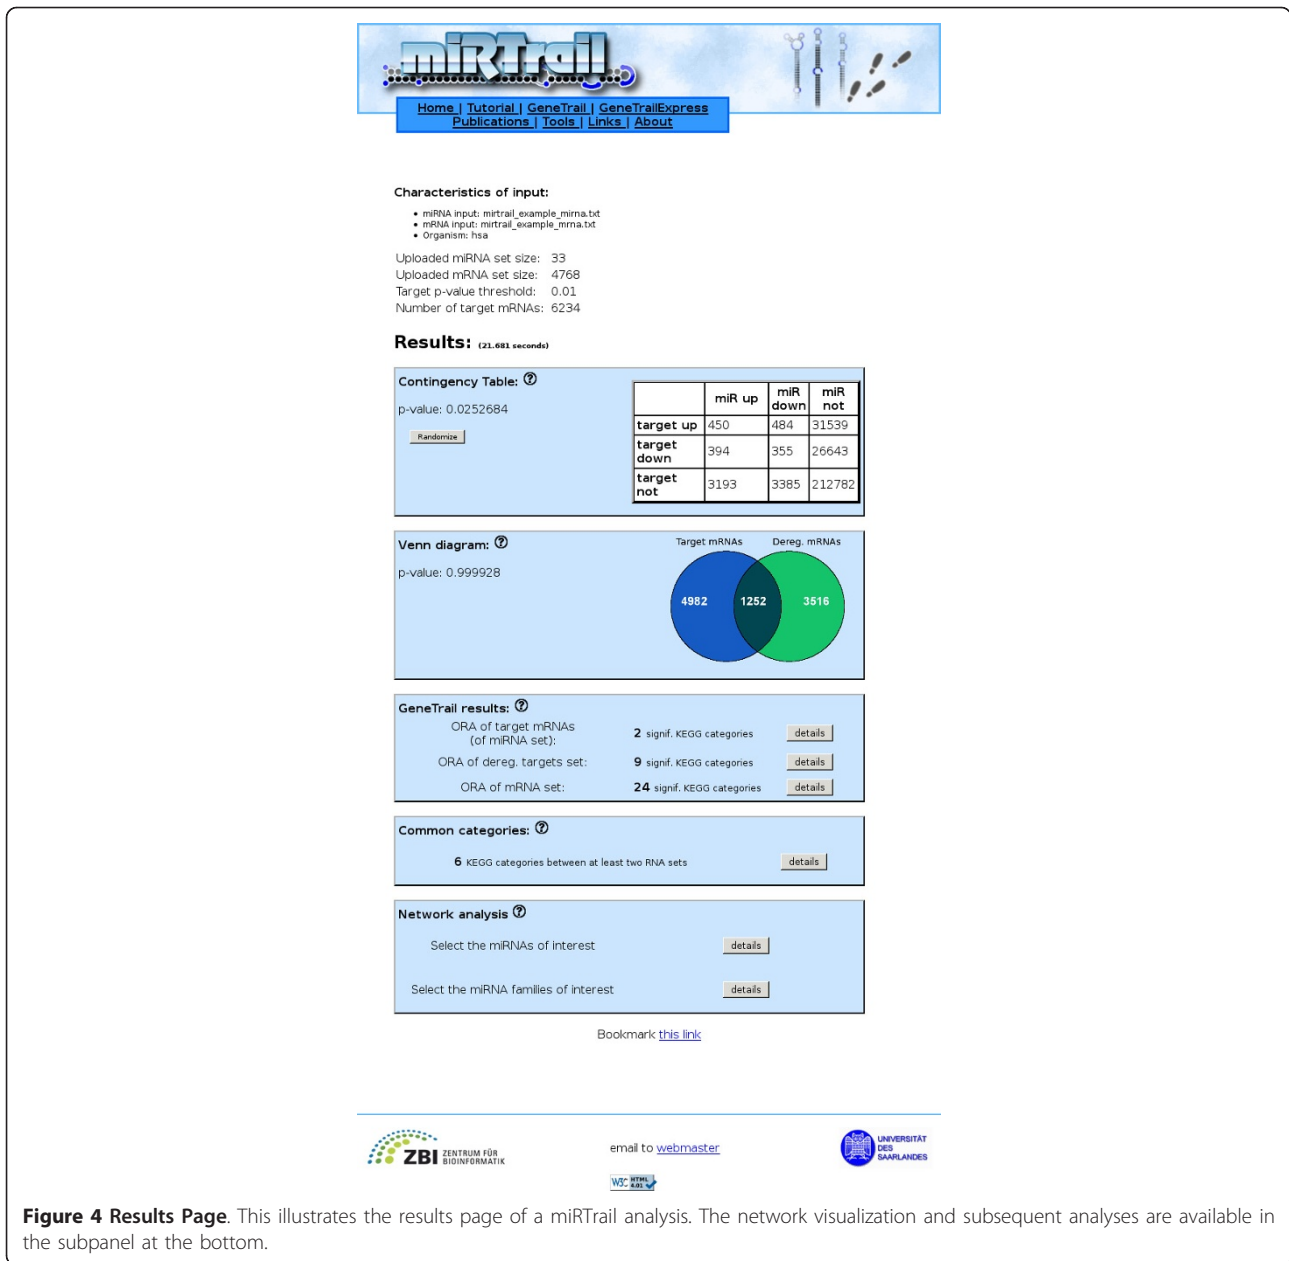 miRTrail
Home | Tutorial | GeneTrail | GeneTrailExpress
Publications | Tools | Links | About
Characteristics of input:
• miRNA input: mirtrail_example_mirna.txt
• mRNA input: mirtrail_example_mrna.txt
• Organism: hsa
Uploaded miRNA set size: 33
Uploaded mRNA set size: 4768
Target p-value threshold: 0.01
Number of target mRNAs: 6234
Results: (21.681 seconds)
Contingency Table: ?
p-value: 0.0252684
Randomize
miR up miR down miR not
target up 450 484 31539
target down 394 355 26643
target not 3193 3385 212782
Venn diagram: ?
p-value: 0.999928
Target mRNAs Dereg. mRNAs
4982 1252 3516
GeneTrail results: ?
ORA of target mRNAs
(of miRNA set): 2 signif. KEGG categories details
ORA of dereg. targets set: 9 signif. KEGG categories details
ORA of mRNA set: 24 signif. KEGG categories details
Common categories: ?
6 KEGG categories between at least two RNA sets details
Network analysis ?
Select the miRNAs of interest details
Select the miRNA families of interest details
Bookmark this link
ZBI ZENTRUM FÜR BIOINFORMATIK
email to webmaster
W3C HTML 4.01
UNIVERSITÄT
DES
SAARLANDES
Figure 4 Results Page. This illustrates the results page of a miRTrail analysis. The network visualization and subsequent analyses are available in
the subpanel at the bottom.